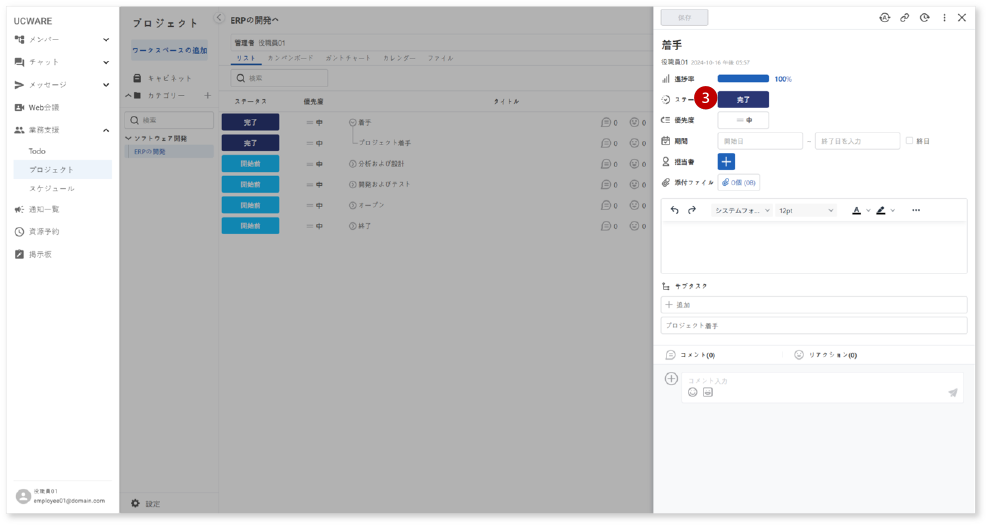 UCWARE
メンバー
チャット
メッセージ
Web会議
業務支援
Todo
プロジェクト
スケジュール
通知一覧
資源予約
掲示板
役職員01
employee01@domain.com
プロジェクト
ワークスペースの追加
キャビネット
カテゴリー
検索
ソフトウェア開発
ERPの開発
設定
ERPの開発へ
管理者 役職員01
リスト カンバンボード ガントチャート カレンダー ファイル
検索
ステータス 優先度 タイトル
完了 中 着手 0 0
完了 中 プロジェクト着手 0 0
開始前 中 分析および設計 0 0
開始前 中 開発およびテスト 0 0
開始前 中 オープン 0 0
開始前 中 終了 0 0
保存
着手
役職員01 2024-10-16 午後 05:57
進捗率 100%
ステー 3 完了
優先度 中
期間 開始日 – 終了日を入力 終日
担当者
添付ファイル 0個 (0B)
システムフォ... 12pt A
サブタスク
追加
プロジェクト着手
コメント(0) リアクション(0)
コメント入力